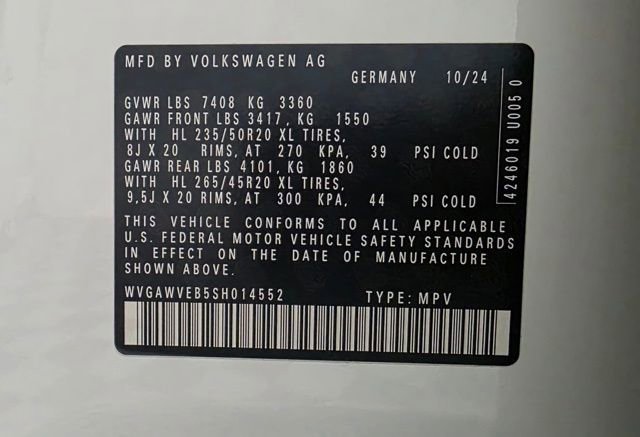 MFD BY VOLKSWAGEN AG
GERMANY 10/24
GVWR LBS 7408 KG 3360
GAWR FRONT LBS 3417, KG 1550
WITH HL 235/50R20 XL TIRES,
8J X 20 RIMS, AT 270 KPA, 39 PSI COLD
GAWR REAR LBS 4101, KG 1860
WITH HL 265/45R20 XL TIRES,
9,5J X 20 RIMS, AT 300 KPA, 44 PSI COLD
THIS VEHICLE CONFORMS TO ALL APPLICABLE
U.S. FEDERAL MOTOR VEHICLE SAFETY STANDARDS
IN EFFECT ON THE DATE OF MANUFACTURE
SHOWN ABOVE.
WVGAWVEB5SH014552 TYPE: MPV
4246019 U005 0